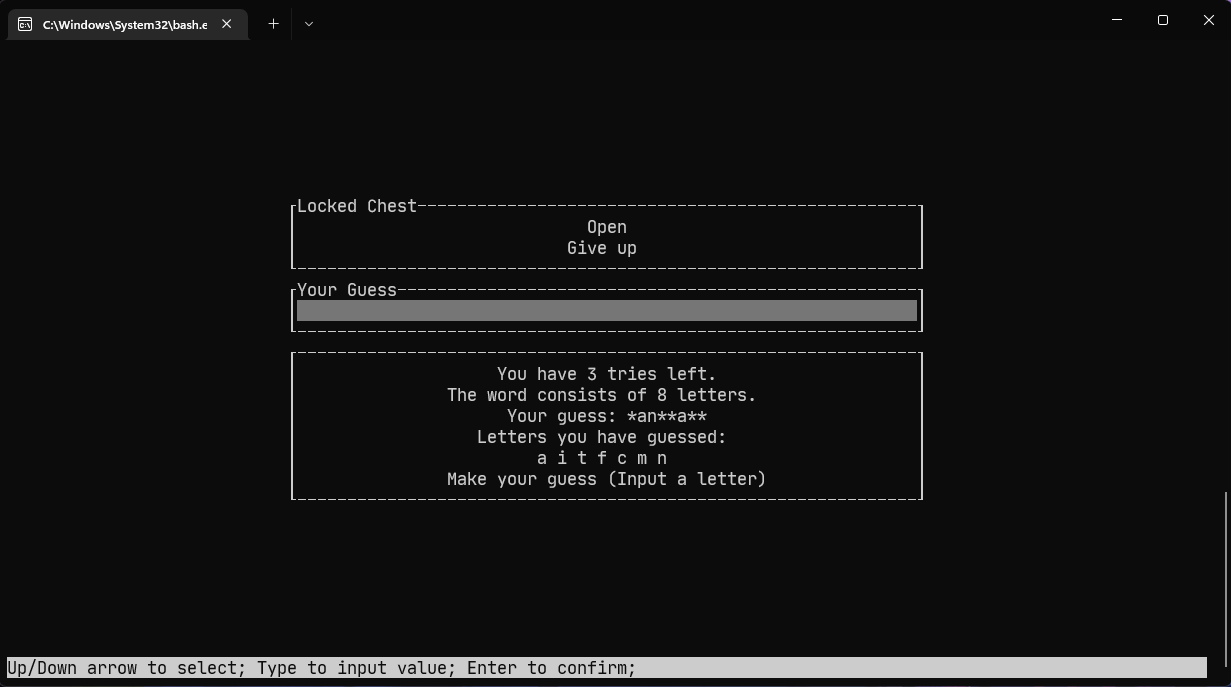 C:\Windows\System32\bash.e
Locked Chest
Open
Give up
Your Guess
You have 3 tries left.
The word consists of 8 letters.
Your guess: *an**a**
Letters you have guessed:
a i t f c m n
Make your guess (Input a letter)
Up/Down arrow to select; Type to input value; Enter to confirm;